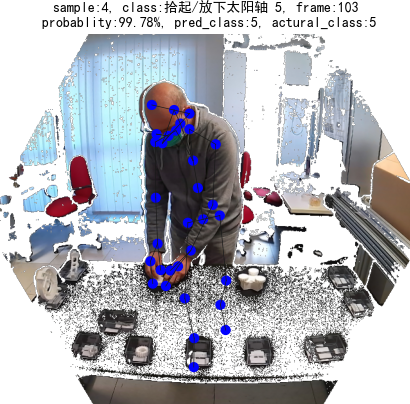 sample:4, class:拾起/放下太阳轴 5, frame:103
probablity:99.78%, pred_class:5, actural_class:5